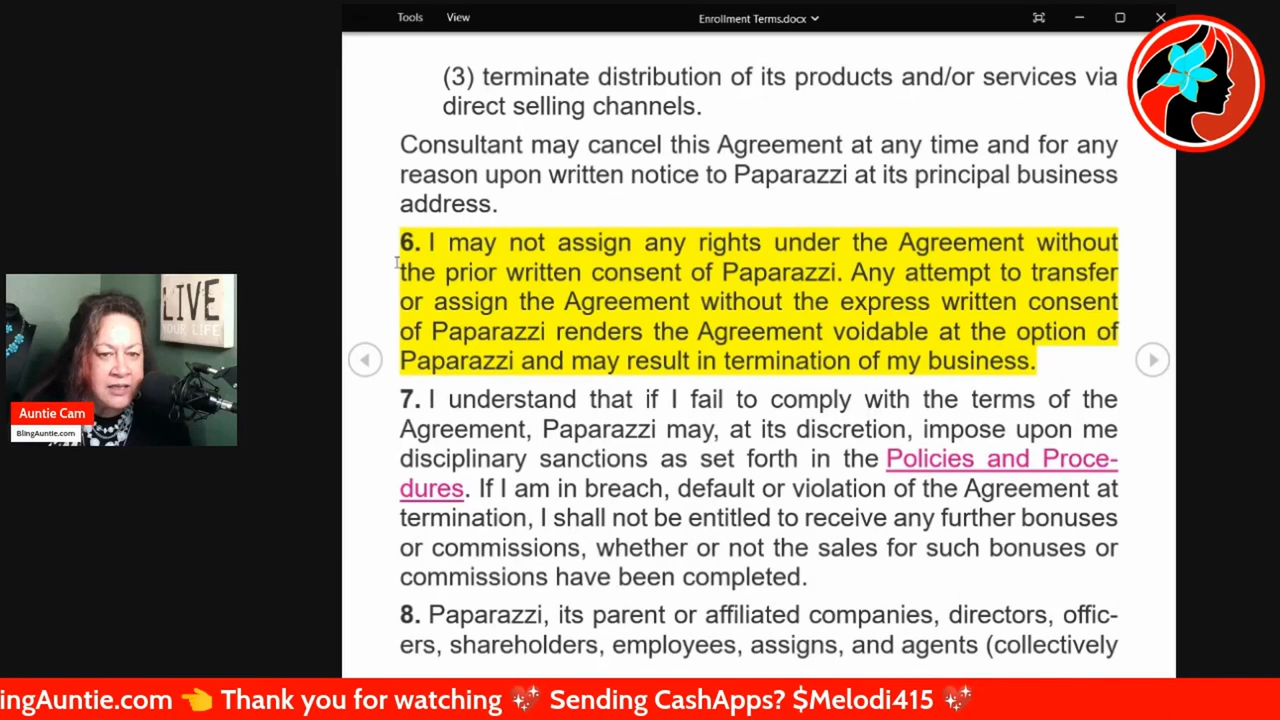 Tools View Enrollment Terms.docx
(3) terminate distribution of its products and/or services via
direct selling channels.
Consultant may cancel this Agreement at any time and for any
reason upon written notice to Paparazzi at its principal business
address.
6. I may not assign any rights under the Agreement without
the prior written consent of Paparazzi. Any attempt to transfer
or assign the Agreement without the express written consent
of Paparazzi renders the Agreement voidable at the option of
Paparazzi and may result in termination of my business.
7. I understand that if I fail to comply with the terms of the
Agreement, Paparazzi may, at its discretion, impose upon me
disciplinary sanctions as set forth in the Policies and Proce-
dures. If I am in breach, default or violation of the Agreement at
termination, I shall not be entitled to receive any further bonuses
or commissions, whether or not the sales for such bonuses or
commissions have been completed.
8. Paparazzi, its parent or affiliated companies, directors, offic-
ers, shareholders, employees, assigns, and agents (collectively
LIVE
YOUR LIFE
Auntie Cam
BlingAuntie.com
ingAuntie.com 👈 Thank you for watching 💖 Sending CashApps? $Melodi415 💖